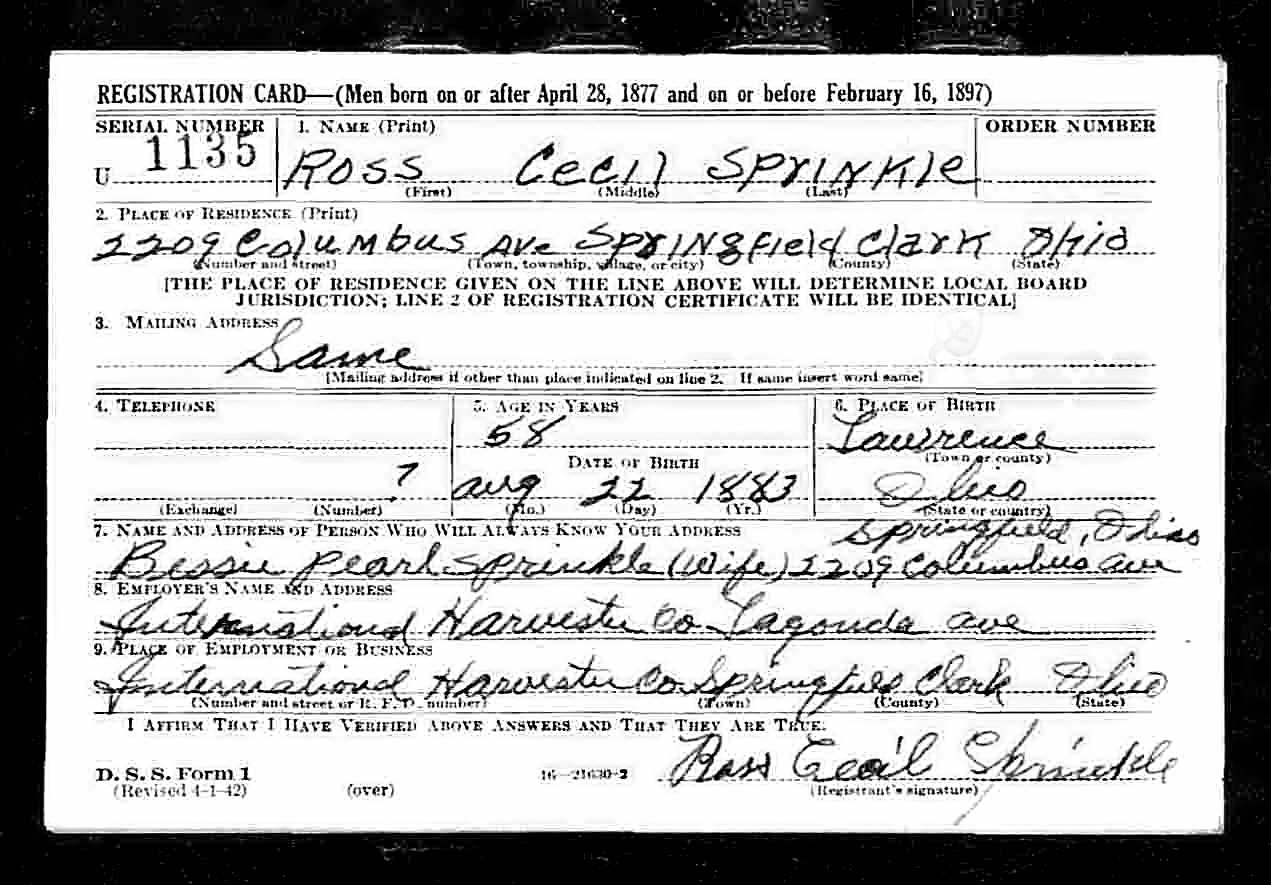 REGISTRATION CARD—(Men born on or after April 28, 1877 and on or before February 16, 1897)
SERIAL NUMBER 1. NAME (Print) ORDER NUMBER
U 1135 ROSS CECIL SPRINKLE
(First) (Middle) (Last)
2. PLACE OF RESIDENCE (Print)
2209 Columbus Ave Springfield Clark Ohio
(Number and street) (Town, township, village, or city) (County) (State)
[THE PLACE OF RESIDENCE GIVEN ON THE LINE ABOVE WILL DETERMINE LOCAL BOARD
JURISDICTION; LINE 2 OF REGISTRATION CERTIFICATE WILL BE IDENTICAL]
3. MAILING ADDRESS
Same
[Mailing address if other than place indicated on line 2. If same insert word same]
4. TELEPHONE 5. AGE IN YEARS 6. PLACE OF BIRTH
58 Lawrence
DATE OF BIRTH (Town or county)
? Aug 22 1883 Ohio
(Exchange) (Number) (Mo.) (Day) (Yr.) (State or country)
7. NAME AND ADDRESS OF PERSON WHO WILL ALWAYS KNOW YOUR ADDRESS Springfield, Ohio
Bessie Pearl Sprinkle (Wife) 2209 Columbus Ave
8. EMPLOYER'S NAME AND ADDRESS
International Harvester Co Lagonda ave
9. PLACE OF EMPLOYMENT OR BUSINESS
International Harvester Co. Springfield Clark Ohio
(Number and street or R. F. D. number) (Town) (County) (State)
I AFFIRM THAT I HAVE VERIFIED ABOVE ANSWERS AND THAT THEY ARE TRUE.
Ross Cecil Sprinkle
D. S. S. Form 1 16—21630-2
(Revised 4-1-42) (over) (Registrant's signature)